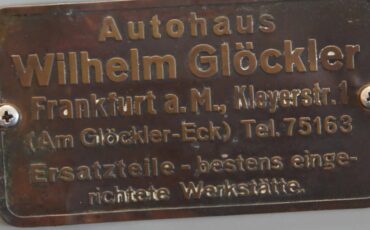 Autohaus
Wilhelm Glöckler
Frankfurt a. M., Kleyerstr. 1
(Am Glöckler-Eck) Tel. 75163
Ersatzteile - bestens einge-
richtete Werkstätte.